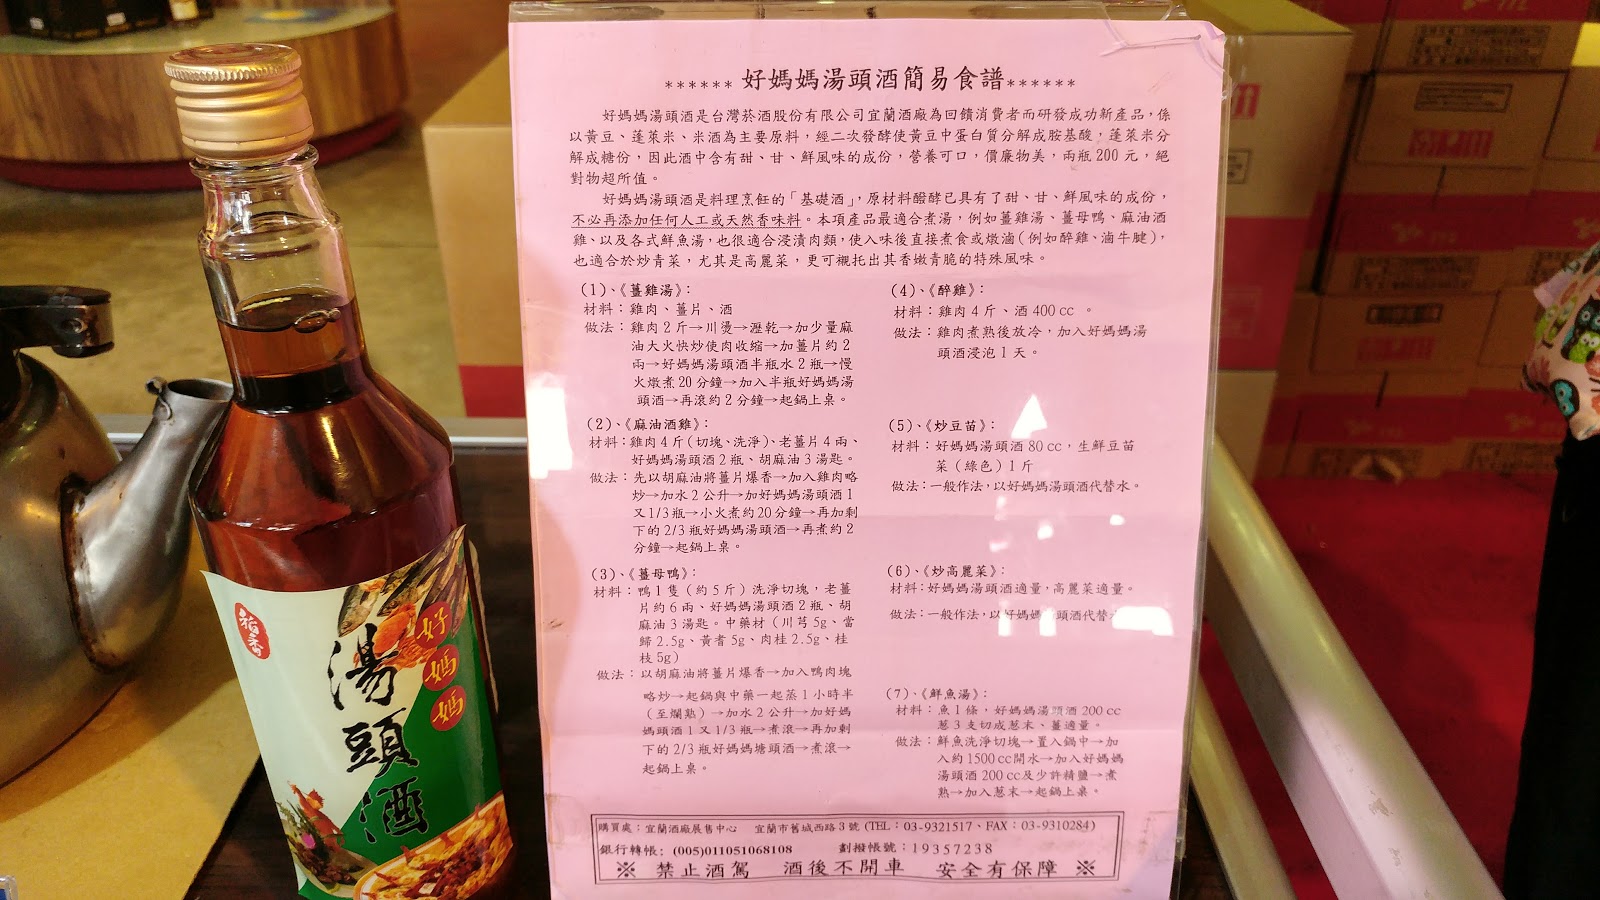 ****** 好媽媽湯頭酒簡易食譜******
好媽媽湯頭酒是台灣菸酒股份有限公司宜蘭酒廠為回饋消費者而研發成功新產品，係
以黃豆、蓬萊米、米酒為主要原料，經二次發酵使黃豆中蛋白質分解成胺基酸，蓬萊米分
解成糖份，因此酒中含有甜、甘、鮮風味的成份，營養可口，價廉物美，兩瓶200元，絕
對物超所值。
好媽媽湯頭酒是料理烹飪的「基礎酒」，原材料醱酵已具有了甜、甘、鮮風味的成份，
不必再添加任何人工或天然香味料。本項產品最適合煮湯，例如薑雞湯、薑母鴨、麻油酒
雞、以及各式鮮魚湯，也很適合浸漬肉類，使入味後直接煮食或燉滷(例如醉雞、滷牛腱)，
也適合於炒青菜，尤其是高麗菜，更可襯托出其香嫩青脆的特殊風味。
(1)、《薑雞湯》：
材料：雞肉、薑片、酒
做法：雞肉2斤→川燙→瀝乾→加少量麻
油大火快炒使肉收縮→加薑片約2
兩→好媽媽湯頭酒半瓶水2瓶→慢
火燉煮20分鐘→加入半瓶好媽媽湯
頭酒→再滾約2分鐘→起鍋上桌。
(2)、《麻油酒雞》：
材料：雞肉4斤(切塊、洗淨)、老薑片4兩、
好媽媽湯頭酒2瓶、胡麻油3湯匙。
做法：先以胡麻油將薑片爆香→加入雞肉略
炒→加水2公升→加好媽媽湯頭酒1
又1/3瓶→小火煮約20分鐘→再加剩
下的2/3瓶好媽媽湯頭酒→再煮約2
分鐘→起鍋上桌。
(3)、《薑母鴨》：
材料：鴨1隻(約5斤)洗淨切塊，老薑
片約6兩、好媽媽湯頭酒2瓶、胡
麻油3湯匙。中藥材(川芎5g、當
歸2.5g、黃耆5g、肉桂2.5g、桂
枝5g)
做法：以胡麻油將薑片爆香→加入鴨肉塊
略炒→起鍋與中藥一起蒸1小時半
(至爛熟)→加水2公升→加好媽
媽頭酒1又1/3瓶→煮滾→再加剩
下的2/3瓶好媽媽塘頭酒→煮滾→
起鍋上桌。
(4)、《醉雞》：
材料：雞肉4斤、酒400cc。
做法：雞肉煮熟後放冷，加入好媽媽湯
頭酒浸泡1天。
(5)、《炒豆苗》：
材料：好媽媽湯頭酒80cc，生鮮豆苗
菜(綠色)1斤
做法：一般作法，以好媽媽湯頭酒代替水。
(6)、《炒高麗菜》：
材料：好媽媽湯頭酒適量，高麗菜適量。
做法：一般作法，以好媽媽 頭酒代替
(7)、《鮮魚湯》：
材料：魚1條，好媽媽湯頭酒200cc
蔥3支切成蔥末、薑適量。
做法：鮮魚洗淨切塊→置入鍋中→加
入約1500cc開水→加入好媽媽
湯頭酒200cc及少許精鹽→煮
熟→加入蔥末→起鍋上桌。
購買處：宜蘭酒廠展售中心 宜蘭市舊城西路3號(TEL：03-9321517、FAX：03-9310284)
銀行轉帳：(005)011051068108 劃撥帳號：19357238
※ 禁止酒駕 酒後不開車 安全有保障 ※
好媽媽
湯頭酒